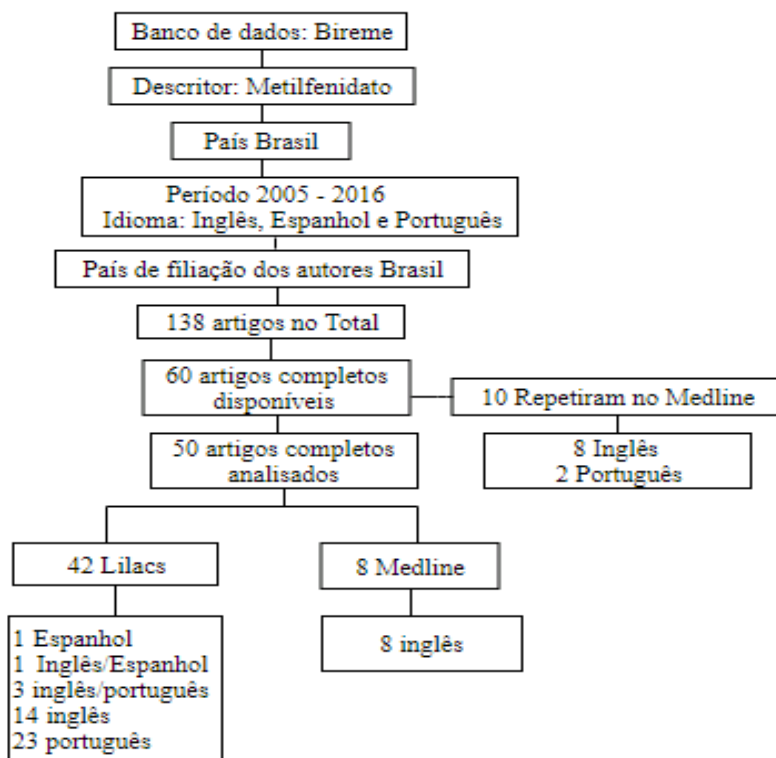 Banco de dados: Bireme
Descritor: Metilfenidato
País Brasil
Período 2005 - 2016
Idioma: Inglês, Espanhol e Português
País de filiação dos autores Brasil
138 artigos no Total
60 artigos completos
disponíveis
10 Repetiram no Medline
8 Inglês
2 Português
50 artigos completos
analisados
42 Lilacs
8 Medline
1 Espanhol
1 Inglês/Espanhol
3 inglês/português
14 inglês
23 português
8 inglês